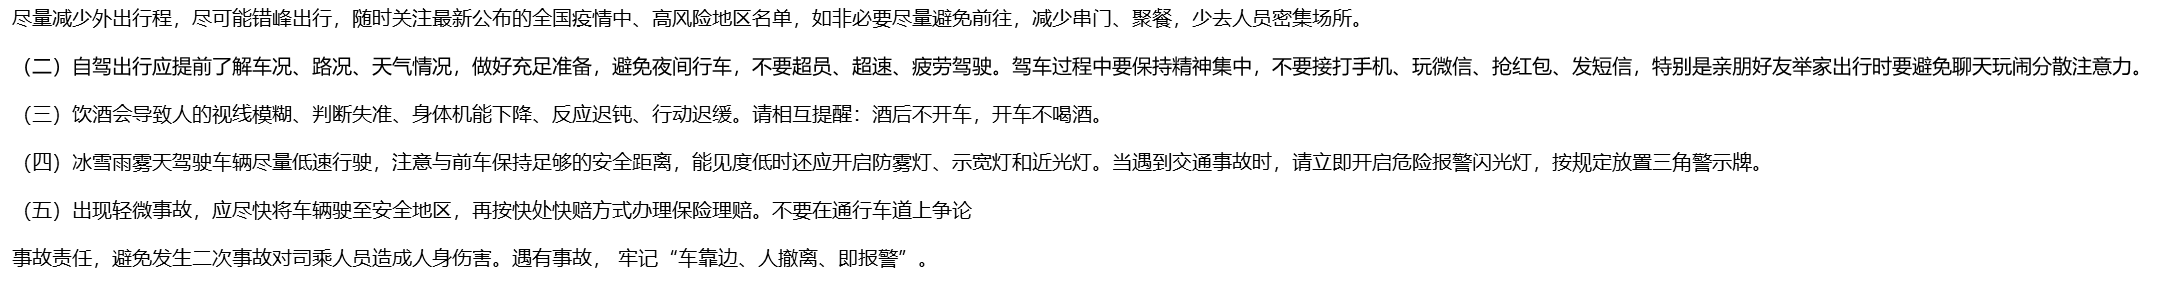 尽量减少外出行程，尽可能错峰出行，随时关注最新公布的全国疫情中、高风险地区名单，如非必要尽量避免前往，减少串门、聚餐，少去人员密集场所。
（二）自驾出行应提前了解车况、路况、天气情况，做好充足准备，避免夜间行车，不要超员、超速、疲劳驾驶。驾车过程中要保持精神集中，不要接打手机、玩微信、抢红包、发短信，特别是亲朋好友举家出行时要避免聊天玩闹分散注意力。
（三）饮酒会导致人的视线模糊、判断失准、身体机能下降、反应迟钝、行动迟缓。请相互提醒：酒后不开车，开车不喝酒。
（四）冰雪雨雾天驾驶车辆尽量低速行驶，注意与前车保持足够的安全距离，能见度低时还应开启防雾灯、示宽灯和近光灯。当遇到交通事故时，请立即开启危险报警闪光灯，按规定放置三角警示牌。
（五）出现轻微事故，应尽快将车辆驶至安全地区，再按快处快赔方式办理保险理赔。不要在通行车道上争论
事故责任，避免发生二次事故对司乘人员造成人身伤害。遇有事故， 牢记“车靠边、人撤离、即报警”。